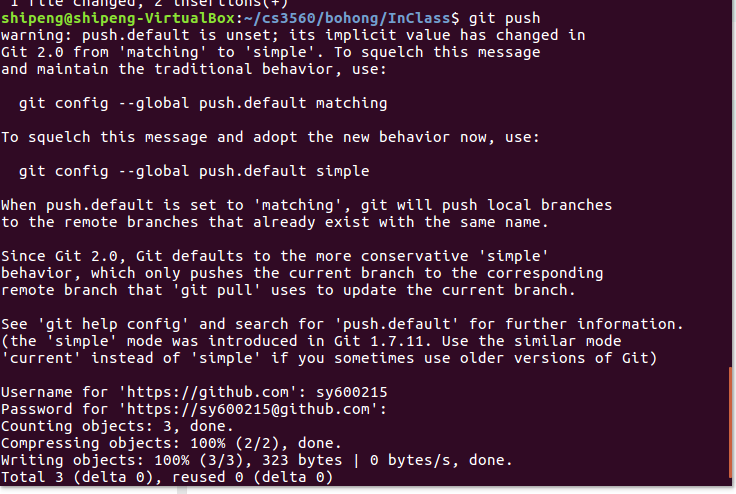 1 file changed, 2 insertions(+)
shipeng@shipeng-VirtualBox:~/cs3560/bohong/InClass$ git push
warning: push.default is unset; its implicit value has changed in
Git 2.0 from 'matching' to 'simple'. To squelch this message
and maintain the traditional behavior, use:
git config --global push.default matching
To squelch this message and adopt the new behavior now, use:
git config --global push.default simple
When push.default is set to 'matching', git will push local branches
to the remote branches that already exist with the same name.
Since Git 2.0, Git defaults to the more conservative 'simple'
behavior, which only pushes the current branch to the corresponding
remote branch that 'git pull' uses to update the current branch.
See 'git help config' and search for 'push.default' for further information.
(the 'simple' mode was introduced in Git 1.7.11. Use the similar mode
'current' instead of 'simple' if you sometimes use older versions of Git)
Username for 'https://github.com': sy600215
Password for 'https://sy600215@github.com':
Counting objects: 3, done.
Compressing objects: 100% (2/2), done.
Writing objects: 100% (3/3), 323 bytes | 0 bytes/s, done.
Total 3 (delta 0), reused 0 (delta 0)